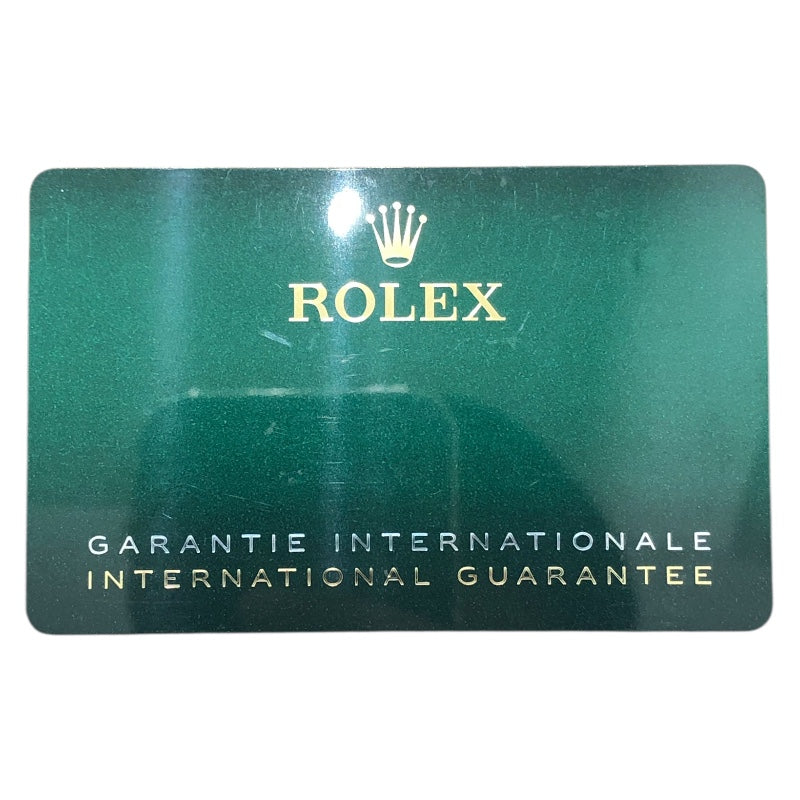 ROLEX
GARANTIE INTERNATIONALE
INTERNATIONAL GUARANTEE